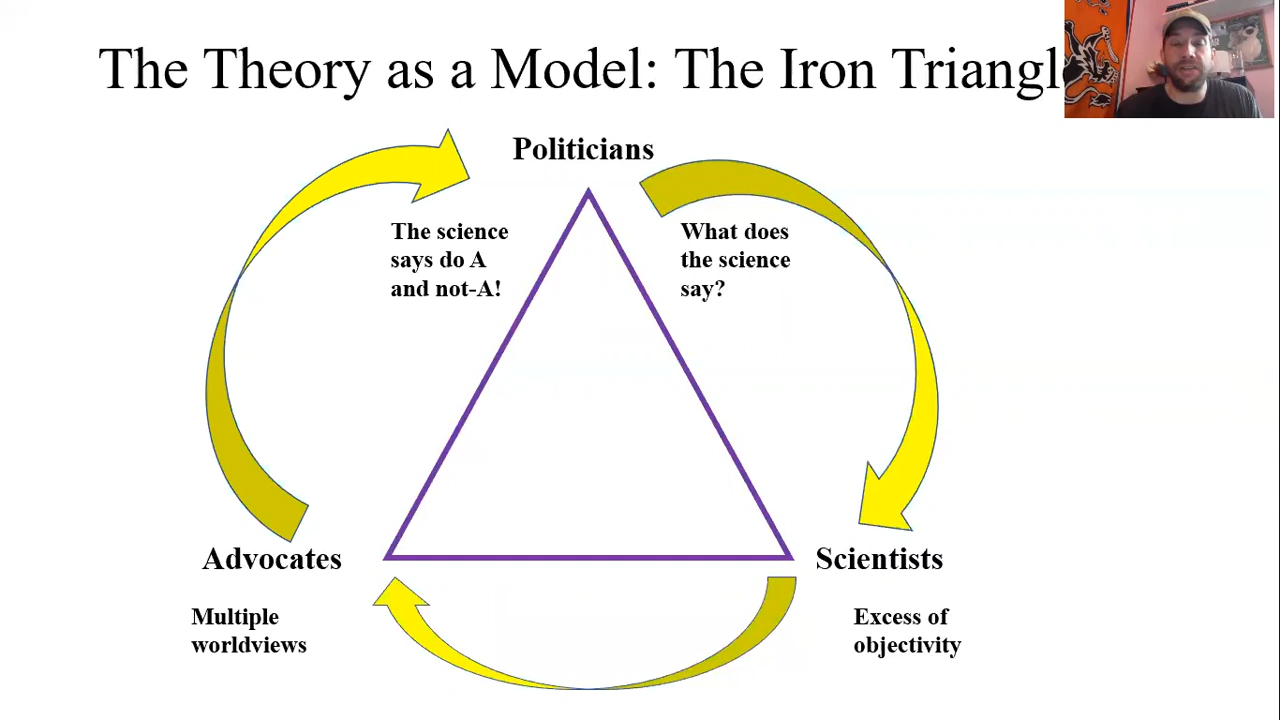 The Theory as a Model: The Iron Triangl
Politicians
The science
says do A
and not-A!
What does
the science
say?
Advocates
Scientists
Multiple
worldviews
Excess of
objectivity